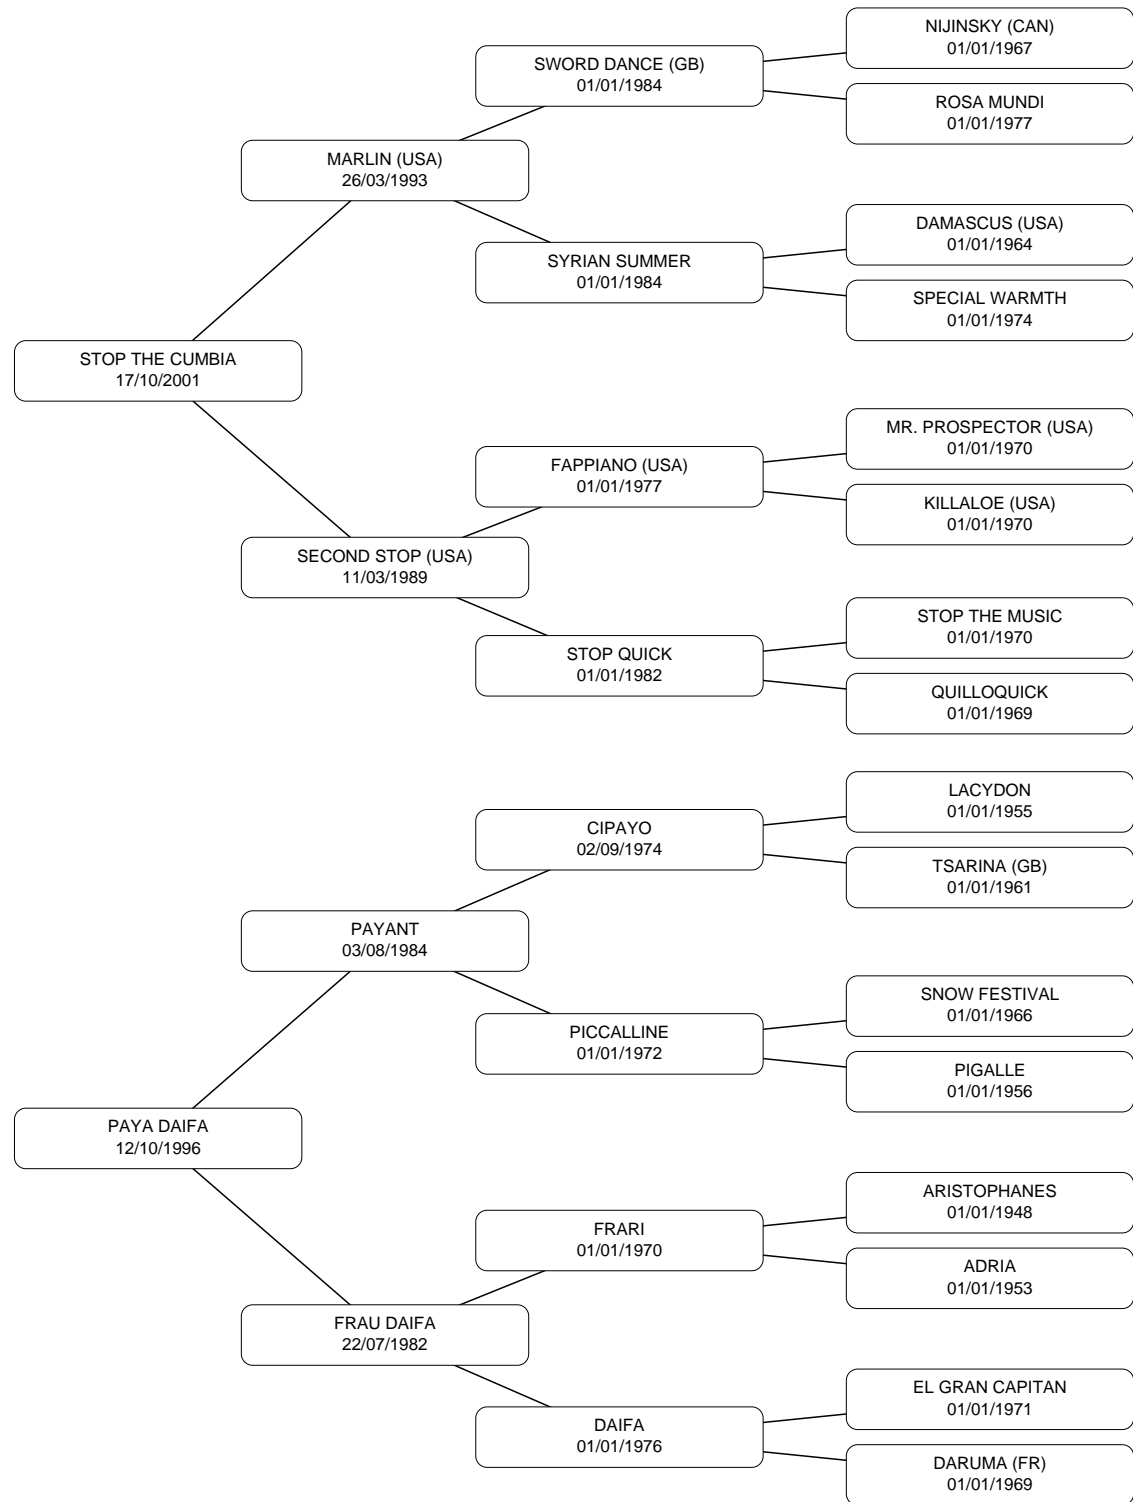 NIJINSKY (CAN)
01/01/1967
SWORD DANCE (GB)
01/01/1984
ROSA MUNDI
01/01/1977
MARLIN (USA)
26/03/1993
DAMASCUS (USA)
01/01/1964
SYRIAN SUMMER
01/01/1984
SPECIAL WARMTH
01/01/1974
STOP THE CUMBIA
17/10/2001
MR. PROSPECTOR (USA)
01/01/1970
FAPPIANO (USA)
01/01/1977
KILLALOE (USA)
01/01/1970
SECOND STOP (USA)
11/03/1989
STOP THE MUSIC
01/01/1970
STOP QUICK
01/01/1982
QUILLOQUICK
01/01/1969
LACYDON
01/01/1955
CIPAYO
02/09/1974
TSARINA (GB)
01/01/1961
PAYANT
03/08/1984
SNOW FESTIVAL
01/01/1966
PICCALLINE
01/01/1972
PIGALLE
01/01/1956
PAYA DAIFA
12/10/1996
ARISTOPHANES
01/01/1948
FRARI
01/01/1970
ADRIA
01/01/1953
FRAU DAIFA
22/07/1982
EL GRAN CAPITAN
01/01/1971
DAIFA
01/01/1976
DARUMA (FR)
01/01/1969